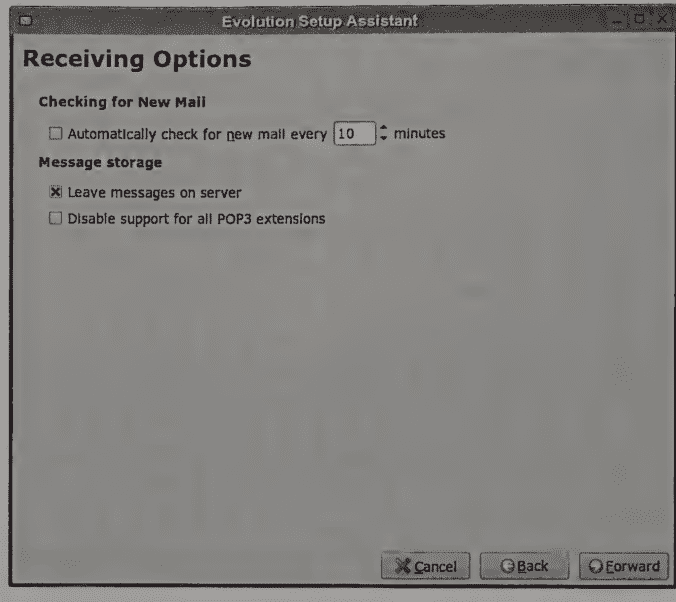 Evolution Setup Assistant
Receiving Options
Checking for New Mail
Automatically check for new mail every 10 minutes
Message storage
Leave messages on server
Disable support for all POP3 extensions
Cancel Back Forward